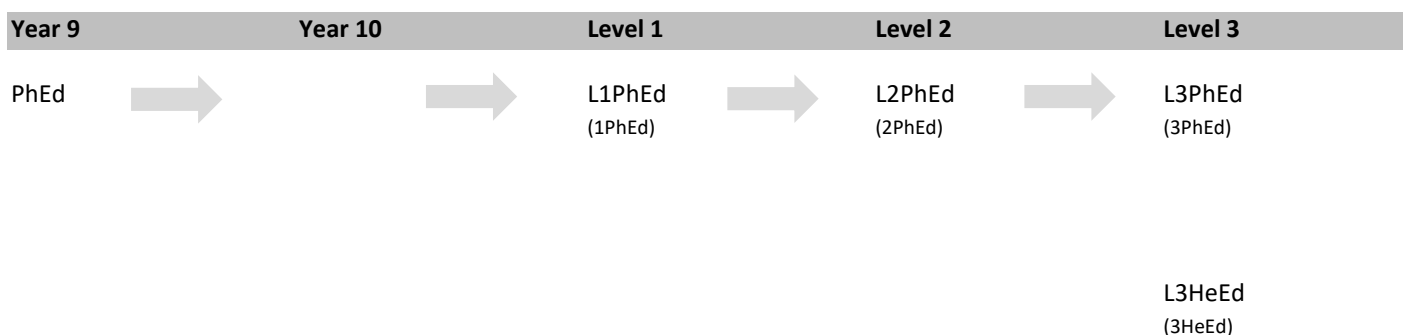 Year 9 Year 10 Level 1 Level 2 Level 3
PhEd L1PhEd L2PhEd L3PhEd
(1PhEd) (2PhEd) (3PhEd)
L3HeEd
(3HeEd)